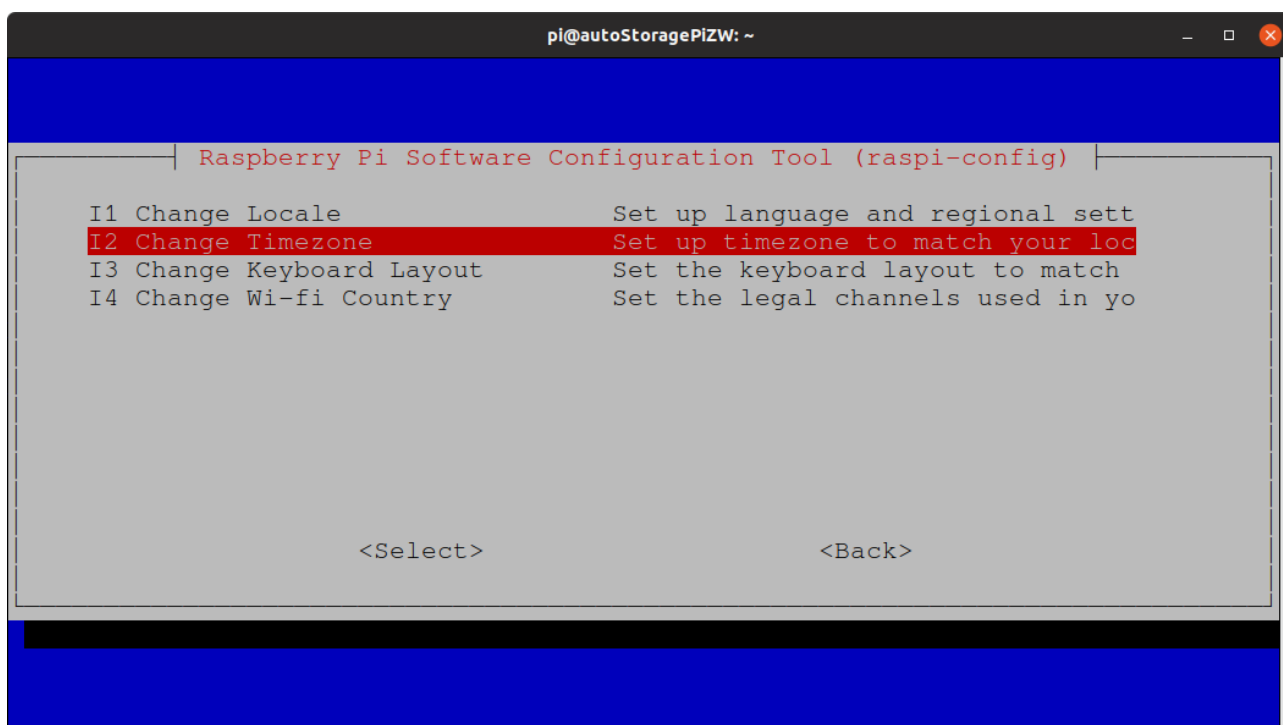 pi@autoStoragePiZW: ~
Raspberry Pi Software Configuration Tool (raspi-config)
I1 Change Locale Set up language and regional sett
I2 Change Timezone Set up timezone to match your loc
I3 Change Keyboard Layout Set the keyboard layout to match
I4 Change Wi-fi Country Set the legal channels used in yo
<Select> <Back>